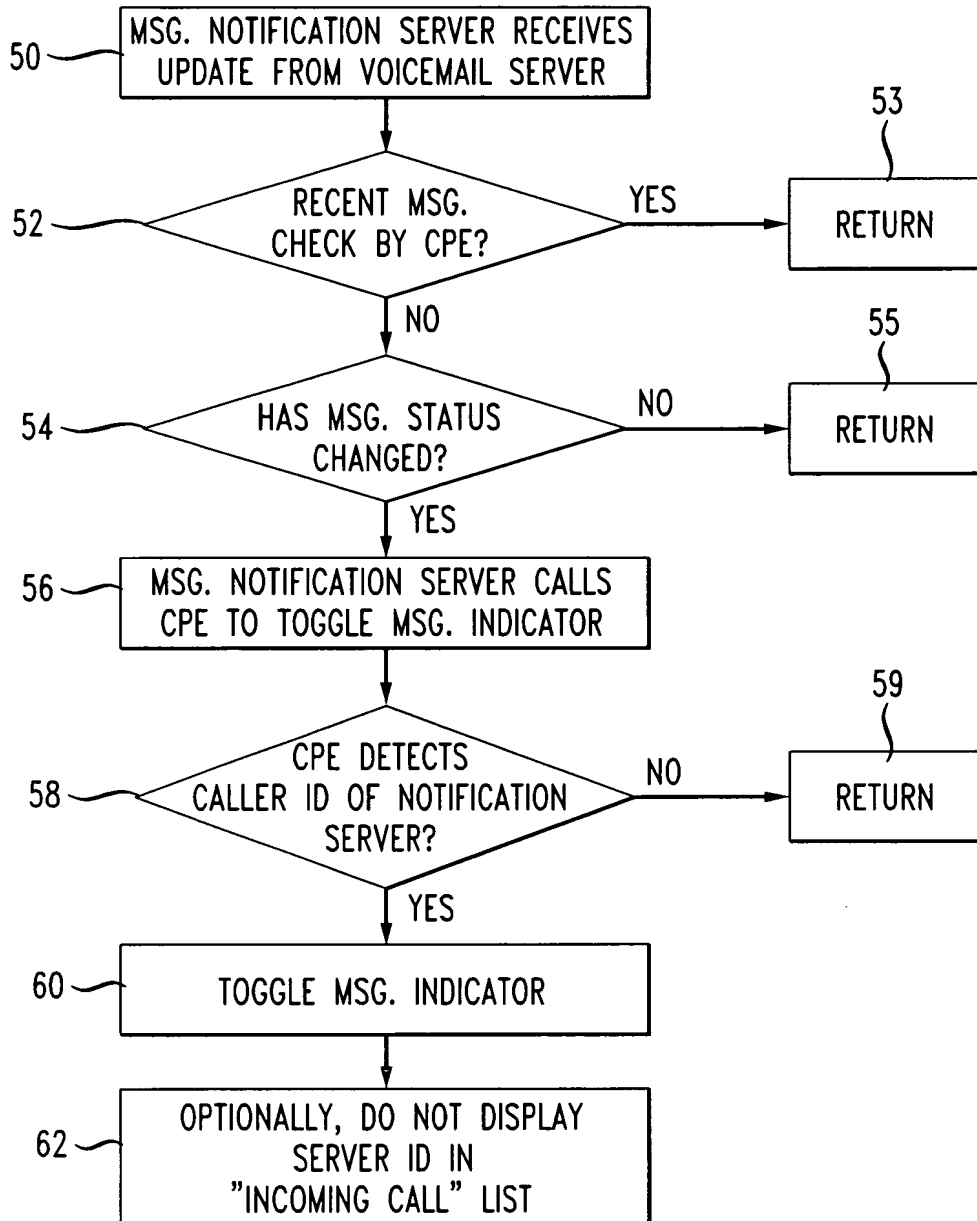 50
MSG. NOTIFICATION SERVER RECEIVES
UPDATE FROM VOICEMAIL SERVER
52
RECENT MSG.
CHECK BY CPE?
YES
53
RETURN
NO
54
HAS MSG. STATUS
CHANGED?
NO
55
RETURN
YES
56
MSG. NOTIFICATION SERVER CALLS
CPE TO TOGGLE MSG. INDICATOR
58
CPE DETECTS
CALLER ID OF NOTIFICATION
SERVER?
NO
59
RETURN
YES
60
TOGGLE MSG. INDICATOR
62
OPTIONALLY, DO NOT DISPLAY
SERVER ID IN
"INCOMING CALL" LIST